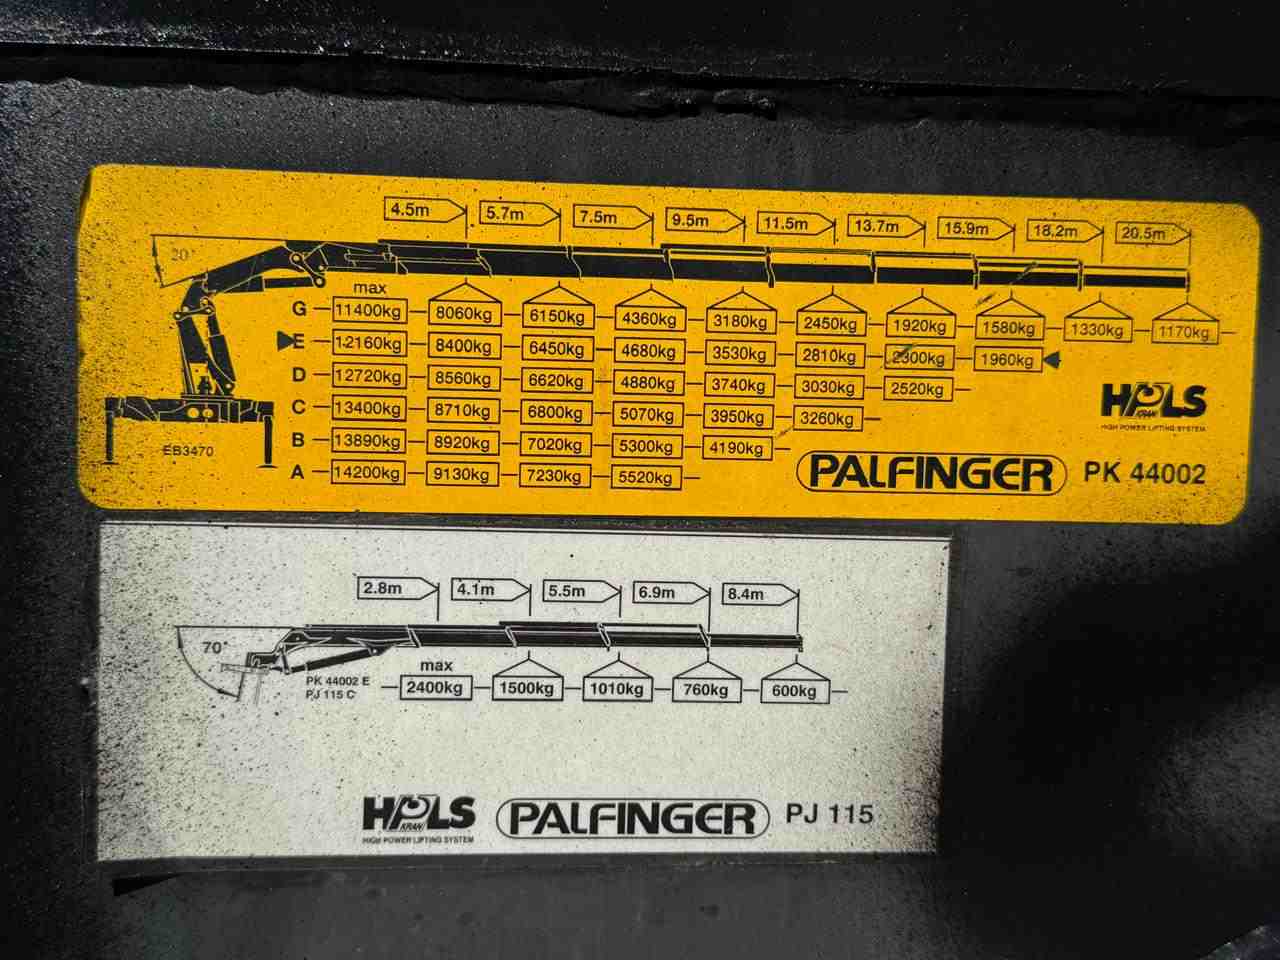 4.5m 5.7m 7.5m 9.5m 11.5m 13.7m 15.9m 18.2m 20.5m
20°
max
G 11400kg 8060kg 6150kg 4360kg 3180kg 2450kg 1920kg 1580kg 1330kg 1170kg
E 12160kg 8400kg 6450kg 4680kg 3530kg 2810kg 2300kg 1960kg
D 12720kg 8560kg 6620kg 4880kg 3740kg 3030kg 2520kg
C 13400kg 8710kg 6800kg 5070kg 3950kg 3260kg
B 13890kg 8920kg 7020kg 5300kg 4190kg
A 14200kg 9130kg 7230kg 5520kg
EB3470
HPLS
KRAN
HIGH POWER LIFTING SYSTEM
PALFINGER PK 44002
2.8m 4.1m 5.5m 6.9m 8.4m
70°
max
PK 44002 E
PJ 115 C
2400kg 1500kg 1010kg 760kg 600kg
HPLS
KRAN
HIGH POWER LIFTING SYSTEM
PALFINGER PJ 115